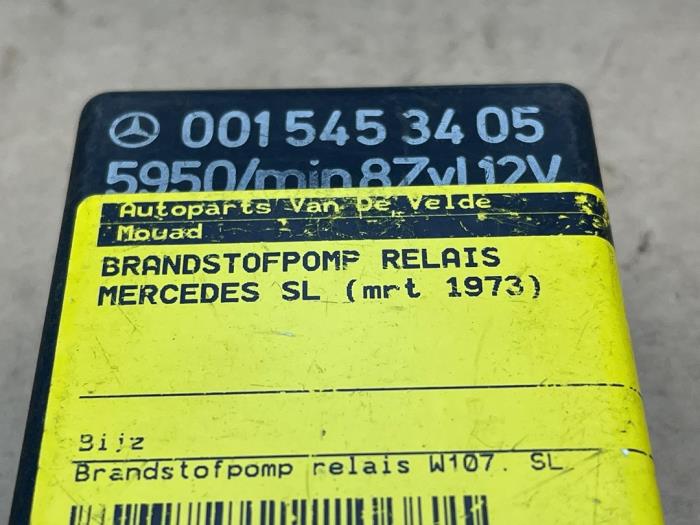 001 545 34 05
5950/min 8Zyl 12V
Autoparts Van De Velde
Mouad
BRANDSTOFPOMP RELAIS
MERCEDES SL (mrt 1973)
Bijz
Brandstofpomp relais W107. SL